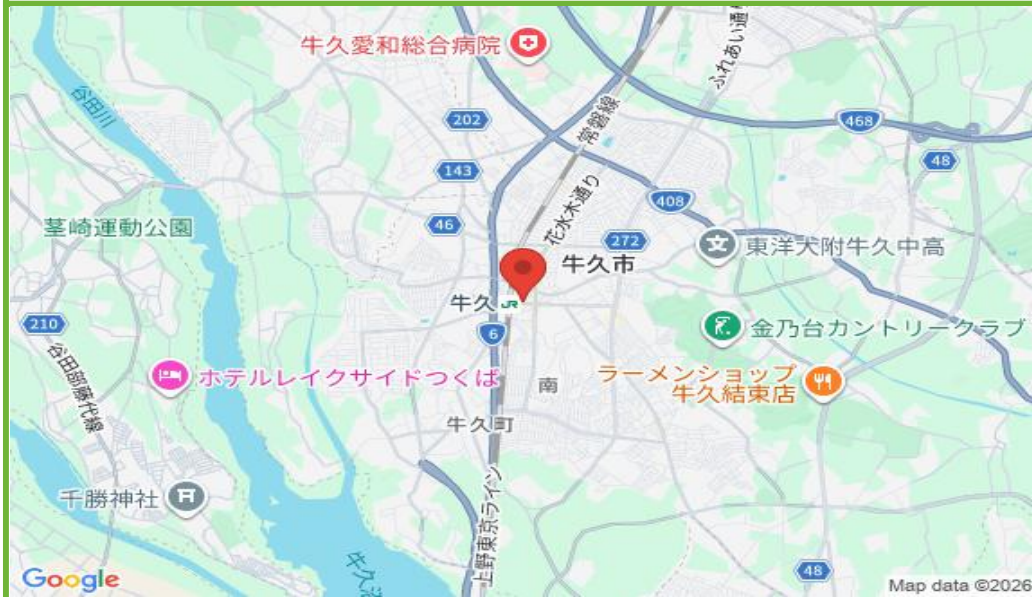 牛久愛和総合病院
ふれあい通り
谷田川
常磐線
202
468
143
48
408
花水木通り
茎崎運動公園
46
272
東洋大附牛久中高
牛久市
牛久
JR
210
6
金乃台カントリークラブ
谷田部藤代線
ホテルレイクサイドつくば
ラーメンショップ
牛久結束店
南
牛久町
千勝神社
上野東京ライン
牛久沼
48
Google
Map data ©2026